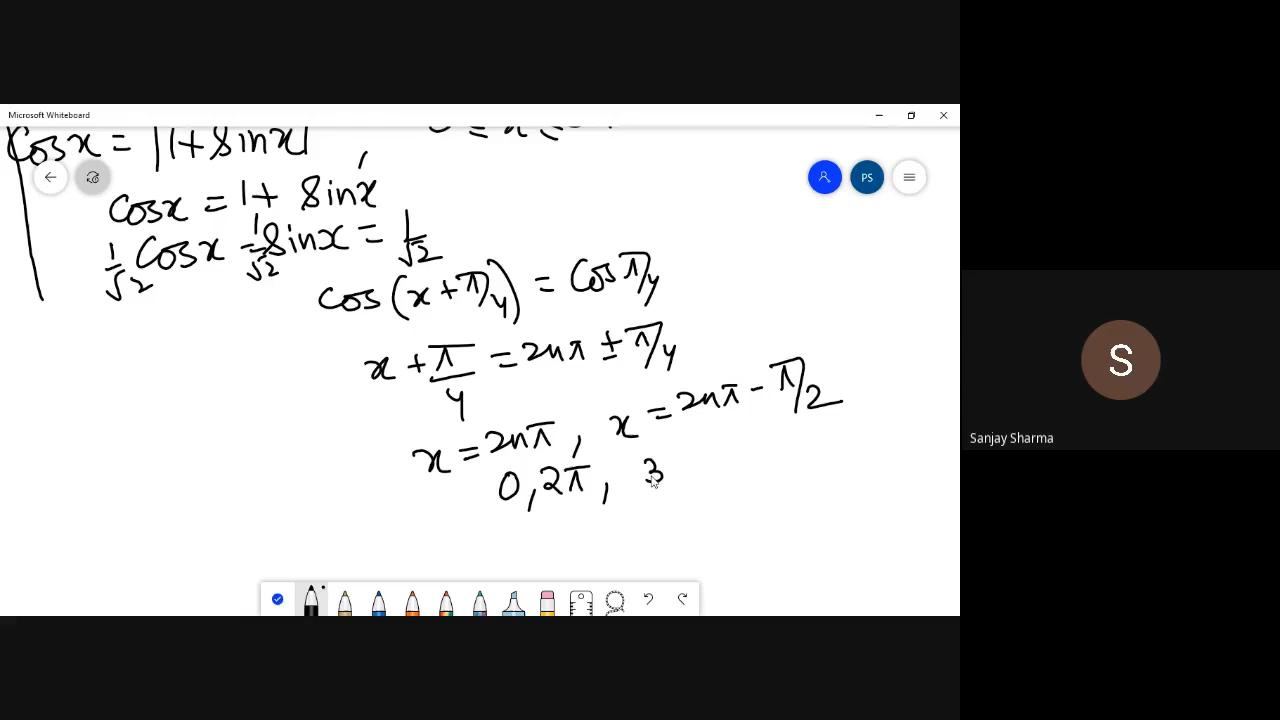 Microsoft Whiteboard
Cosx = |1+ Sinx|
PS
Cosx = 1+ Sinx
1/√2 Cosx - 1/√2 Sinx = 1/√2
Cos(x+π/4) = Cosπ/4
x + π/4 = 2nπ ± π/4
x = 2nπ , x = 2nπ - π/2
0, 2π, 3
S
Sanjay Sharma